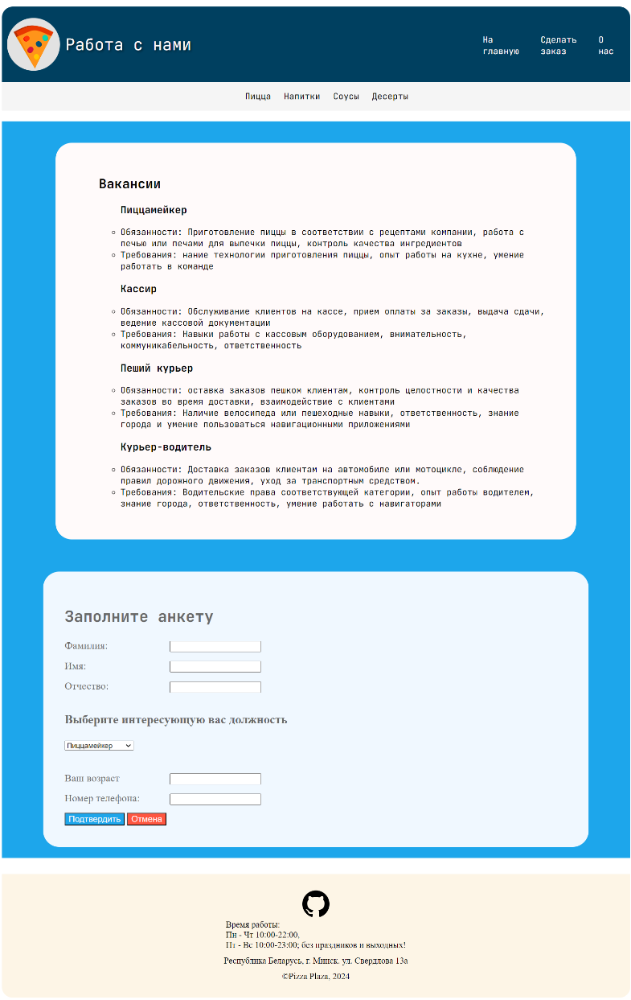 Работа с нами
На главную
Сделать заказ
О нас
Пицца Напитки Соусы Десерты
Вакансии
Пиццамейкер
Обязанности: Приготовление пиццы в соответствии с рецептами компании, работа с
печью или печами для выпечки пиццы, контроль качества ингредиентов
Требования: нание технологии приготовления пиццы, опыт работы на кухне, умение
работать в команде
Кассир
Обязанности: Обслуживание клиентов на кассе, прием оплаты за заказы, выдача сдачи,
ведение кассовой документации
Требования: Навыки работы с кассовым оборудованием, внимательность,
коммуникабельность, ответственность
Пеший курьер
Обязанности: оставка заказов пешком клиентам, контроль целостности и качества
заказов во время доставки, взаимодействие с клиентами
Требования: Наличие велосипеда или пешеходные навыки, ответственность, знание
города и умение пользоваться навигационными приложениями
Курьер-водитель
Обязанности: Доставка заказов клиентам на автомобиле или мотоцикле, соблюдение
правил дорожного движения, уход за транспортным средством.
Требования: Водительские права соответствующей категории, опыт работы водителем,
знание города, ответственность, умение работать с навигаторами
Заполните анкету
Фамилия:
Имя:
Отчество:
Выберите интересующую вас должность
Пиццамейкер
Ваш возраст
Номер телефона:
Подтвердить Отмена
Время работы:
Пн - Чт 10:00-22:00,
Пт - Вс 10:00-23:00; без праздников и выходных!
Республика Беларусь, г. Минск. ул. Свердлова 13а
©Pizza Plaza, 2024